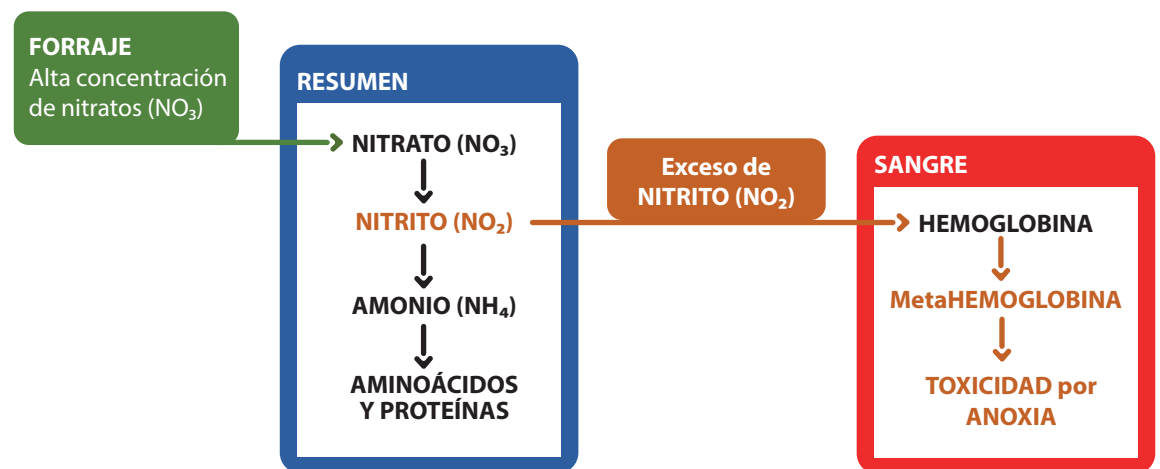 FORRAJE
Alta concentración
de nitratos (NO₃)
RESUMEN
NITRATO (NO₃)
NITRITO (NO₂)
AMONIO (NH₄)
AMINOÁCIDOS
Y PROTEÍNAS
Exceso de
NITRITO (NO₂)
SANGRE
HEMOGLOBINA
MetaHEMOGLOBINA
TOXICIDAD por
ANOXIA